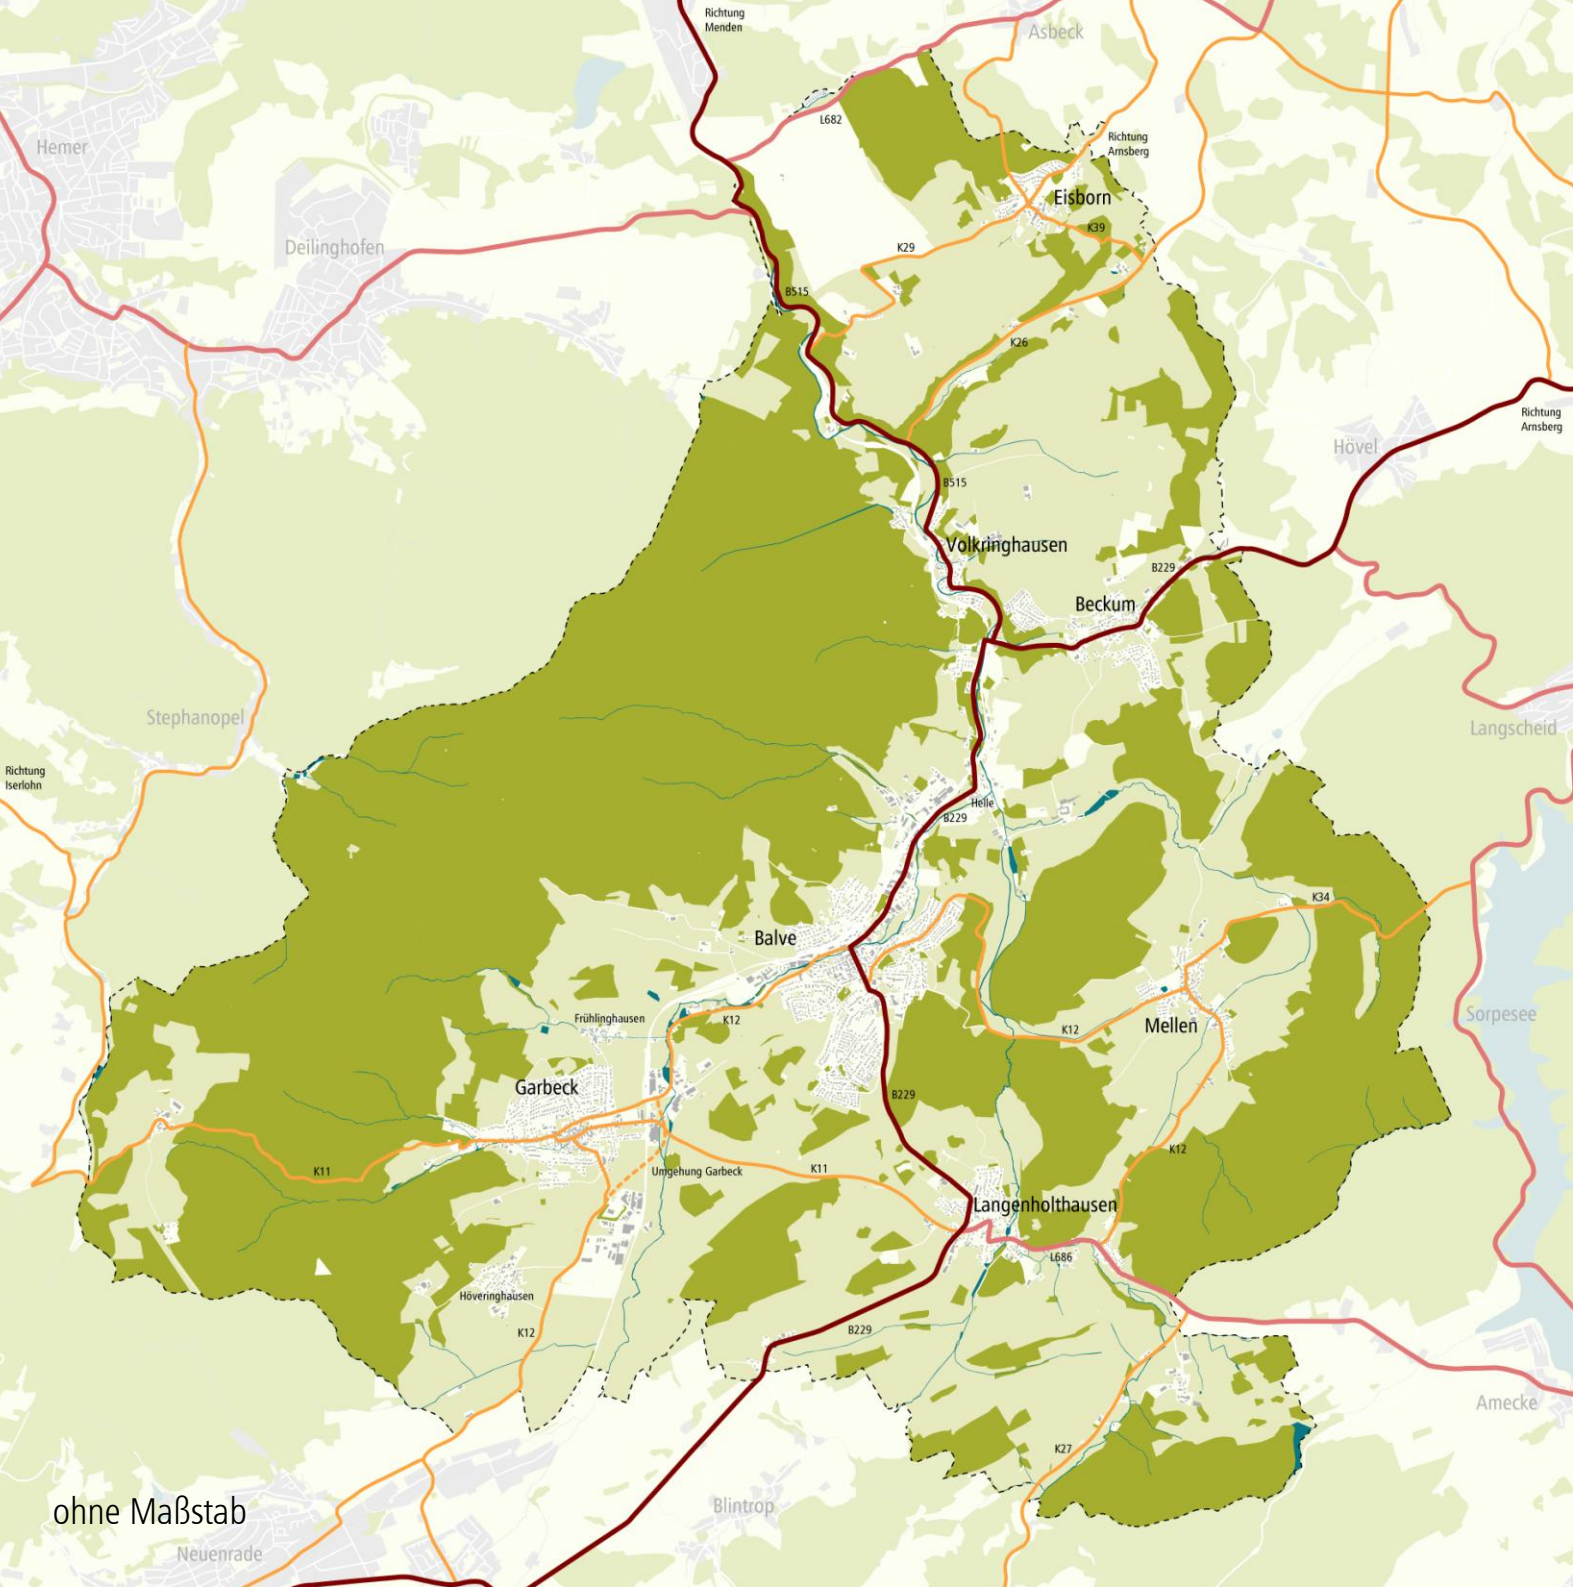 Richtung
Menden
Asbeck
L682
Hemer
Richtung
Arnsberg
Eisborn
K39
Deilinghofen
K29
B515
K26
Richtung
Arnsberg
Hövel
B515
Volkringhausen
B229
Beckum
Stephanopel
Langscheid
Richtung
Iserlohn
Helle
B229
K34
Balve
Sorpesee
Frühlinghausen
K12
K12
Mellen
Garbeck
B229
K12
K11
Umgehung Garbeck
K11
Langenholthausen
L686
Höveringhausen
K12
B229
Amecke
K27
ohne Maßstab
Blintrop
Neuenrade